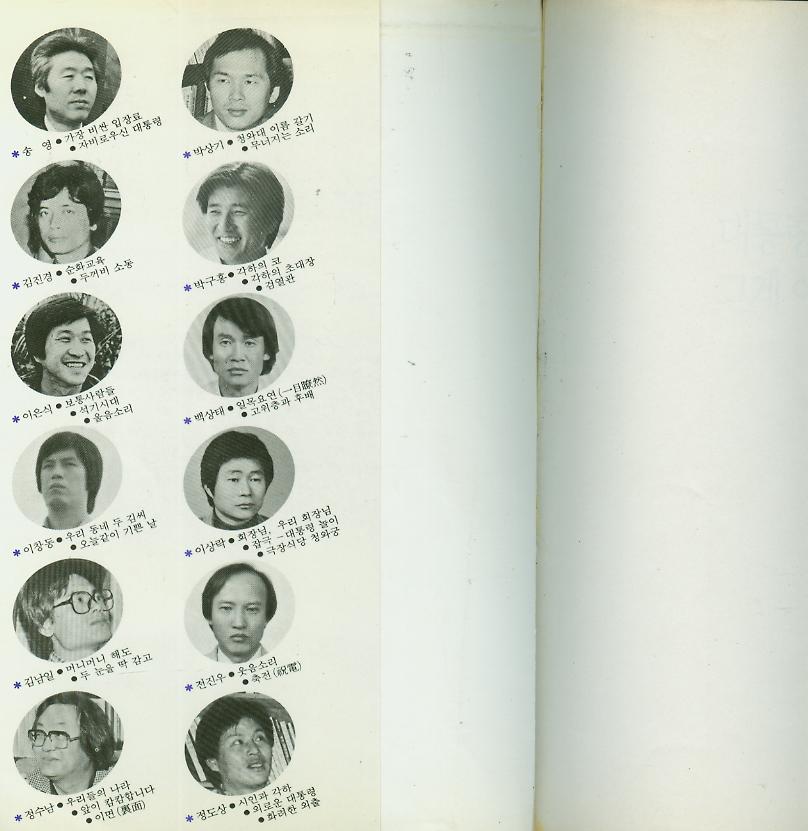 * 송 영 ● 가장 비싼 입장료
● 자비로우신 대통령
* 박상기 ● 청와대 이름 갈기
● 무너지는 소리
* 김진경 ● 순화교육
● 두꺼비 소동
* 박구홍 ● 각하의 코
● 각하의 초대장
● 검열관
* 이은식 ● 보통사람들
● 석기시대
● 울음소리
* 백상태 ● 일목요연(一目瞭然)
● 고위층과 후배
* 이창동 ● 우리 동네 두 김씨
● 오늘같이 기쁜 날
* 이상락 ● 회장님, 우리 회장님
● 잡극 ─ 대통령 놀이
● 극장식당 청와궁
* 김남일 ● 머니머니 해도
● 두 눈을 딱 감고
* 전진우 ● 웃음소리
● 축전(祝電)
* 정수남 ● 우리들의 나라
● 앞이 캄캄합니다
● 이면(裏面)
* 정도상 ● 시인과 각하
● 외로운 대통령
● 화려한 외출